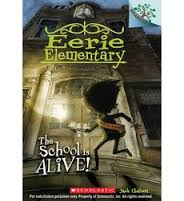 Eerie
Elementary
The School is
ALIVE!
SCHOLASTIC
Jack Chabert
For solicitation purposes only. Property of Scholastic, Inc. All rights reserved.